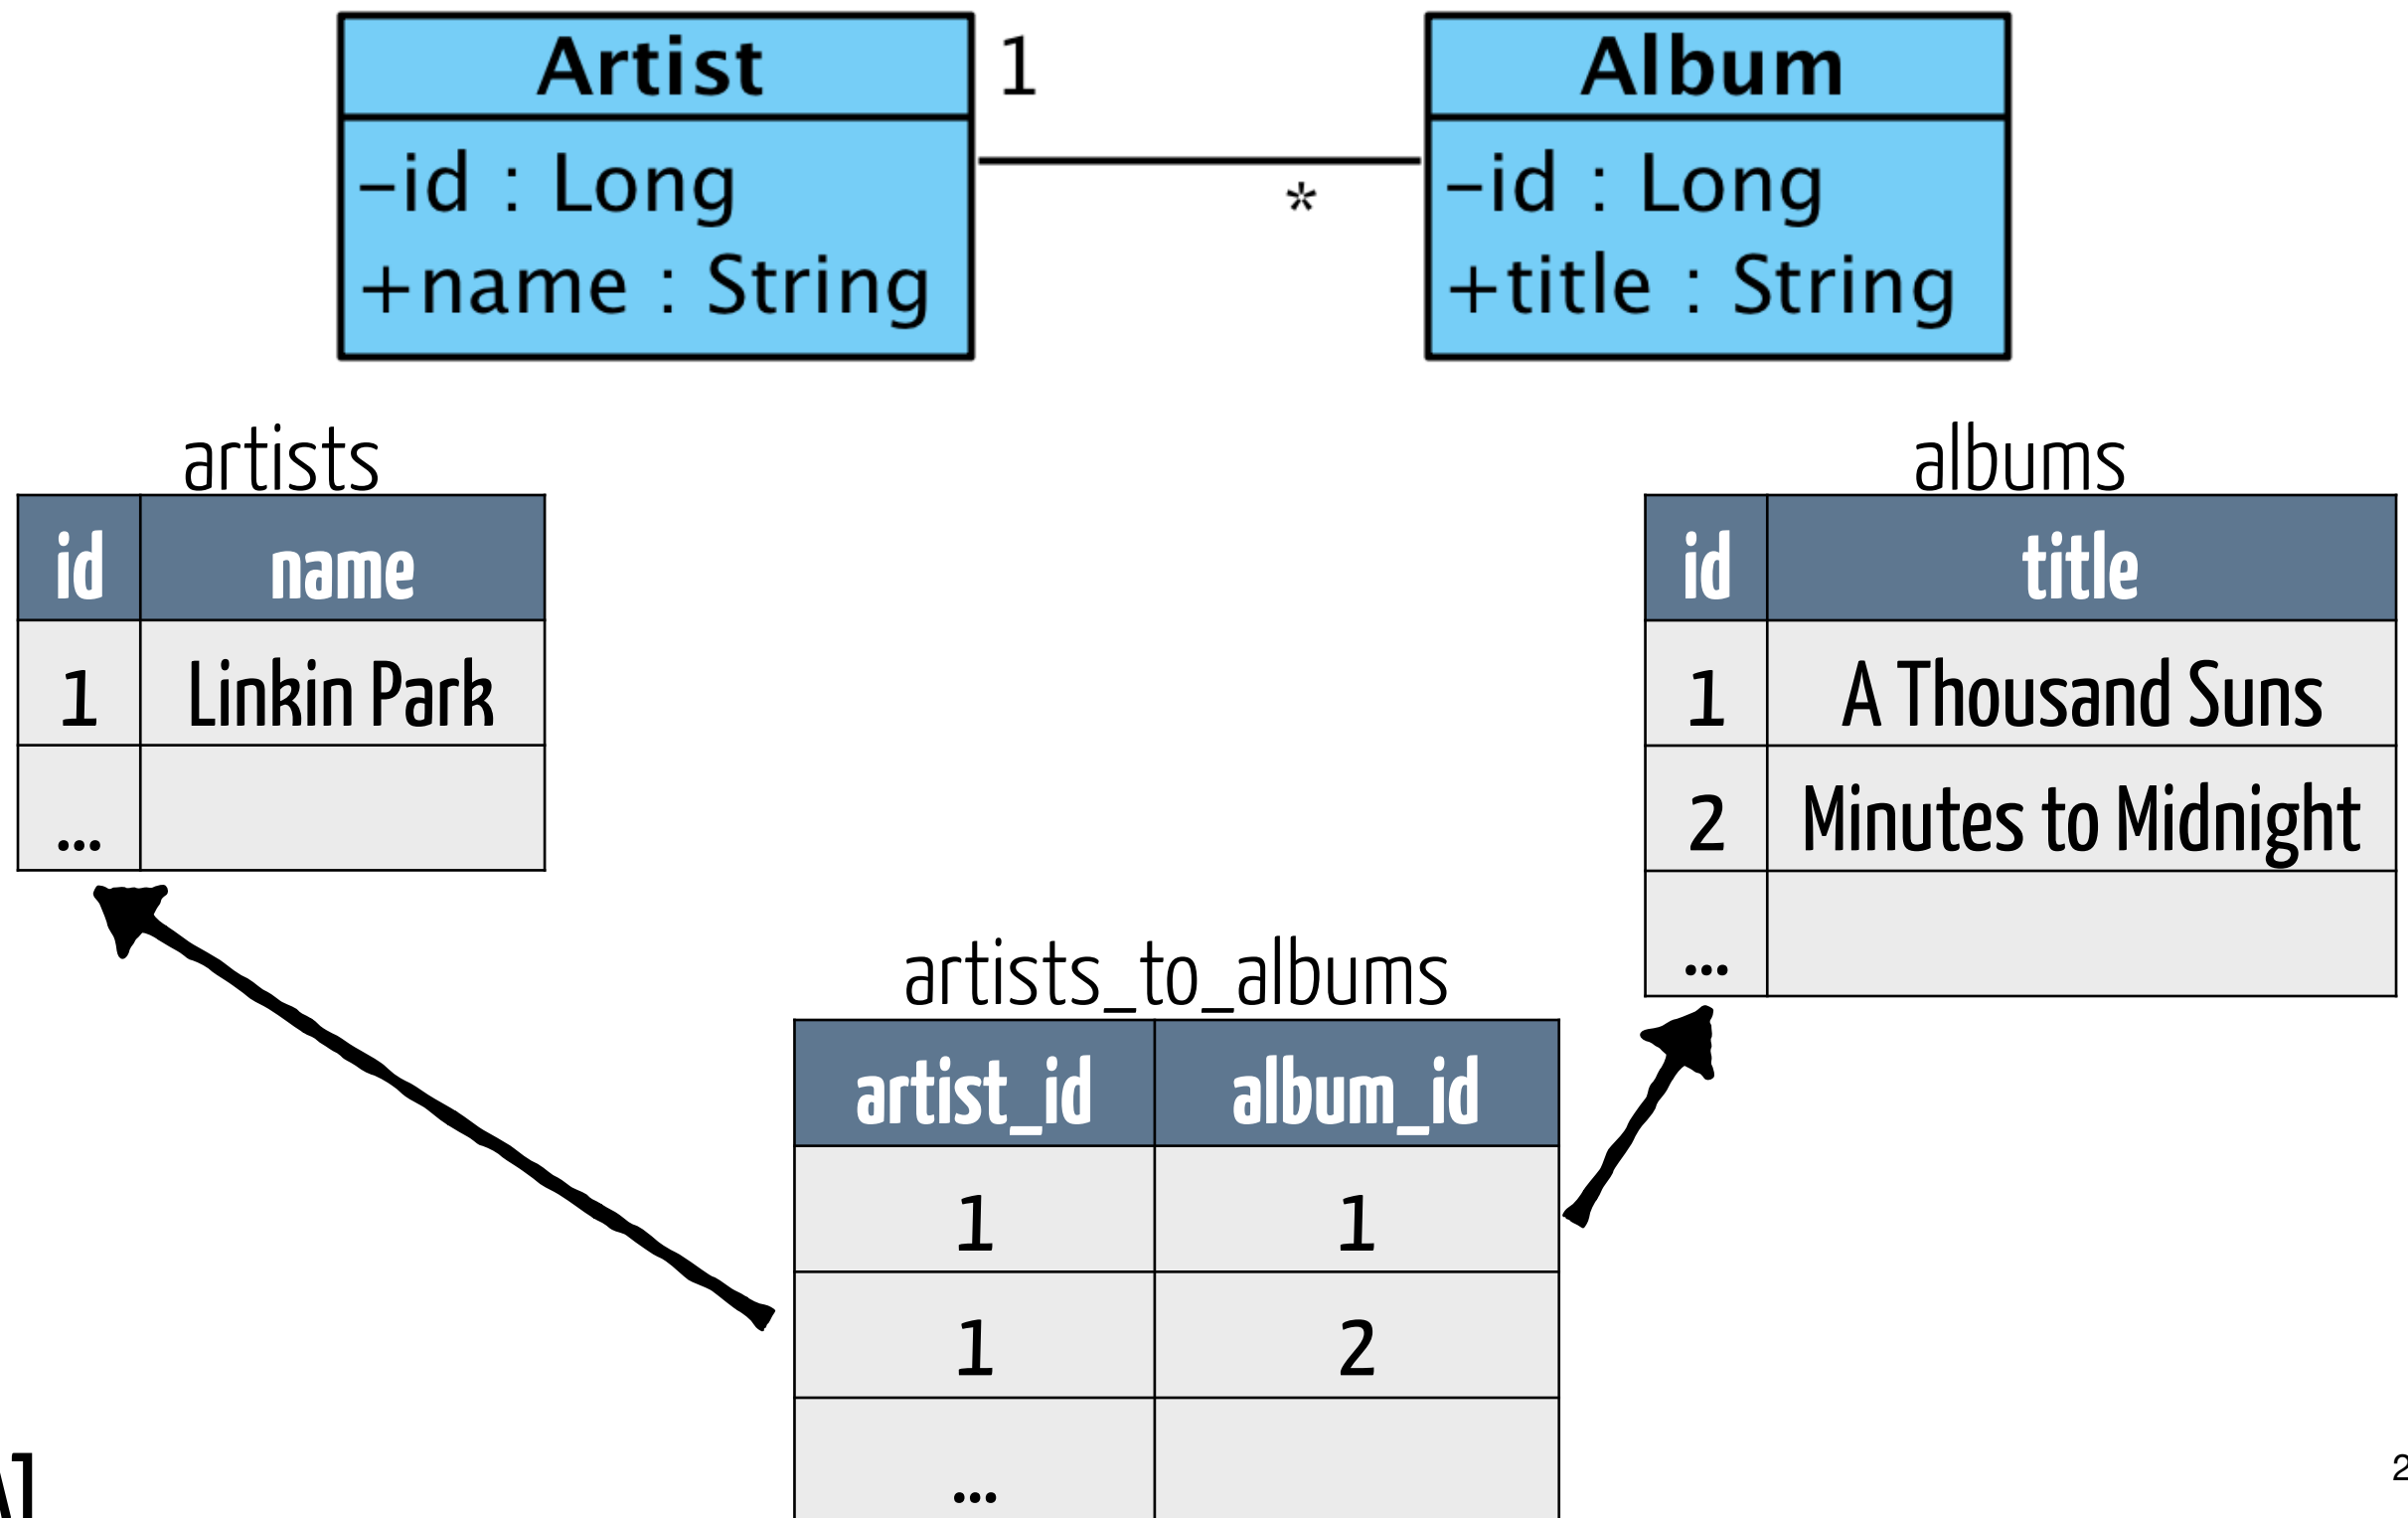 Artist
1
Album
-id : Long
+name : String
*
-id : Long
+title : String
artists
id name
1 Linkin Park
...
albums
id title
1 A Thousand Suns
2 Minutes to Midnight
...
artists_to_albums
artist_id album_id
1 1
1 2
...
2